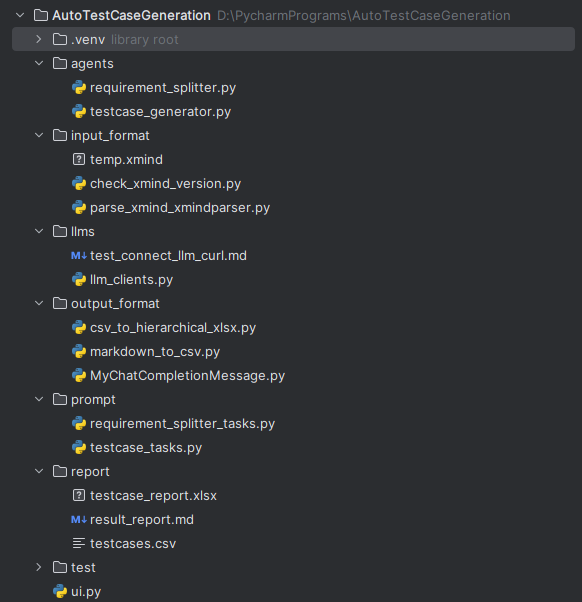 AutoTestCaseGeneration D:\PycharmPrograms\AutoTestCaseGeneration
.venv library root
agents
requirement_splitter.py
testcase_generator.py
input_format
temp.xmind
check_xmind_version.py
parse_xmind_xmindparser.py
llms
M↓ test_connect_llm_curl.md
llm_clients.py
output_format
csv_to_hierarchical_xlsx.py
markdown_to_csv.py
MyChatCompletionMessage.py
prompt
requirement_splitter_tasks.py
testcase_tasks.py
report
testcase_report.xlsx
M↓ result_report.md
testcases.csv
test
ui.py